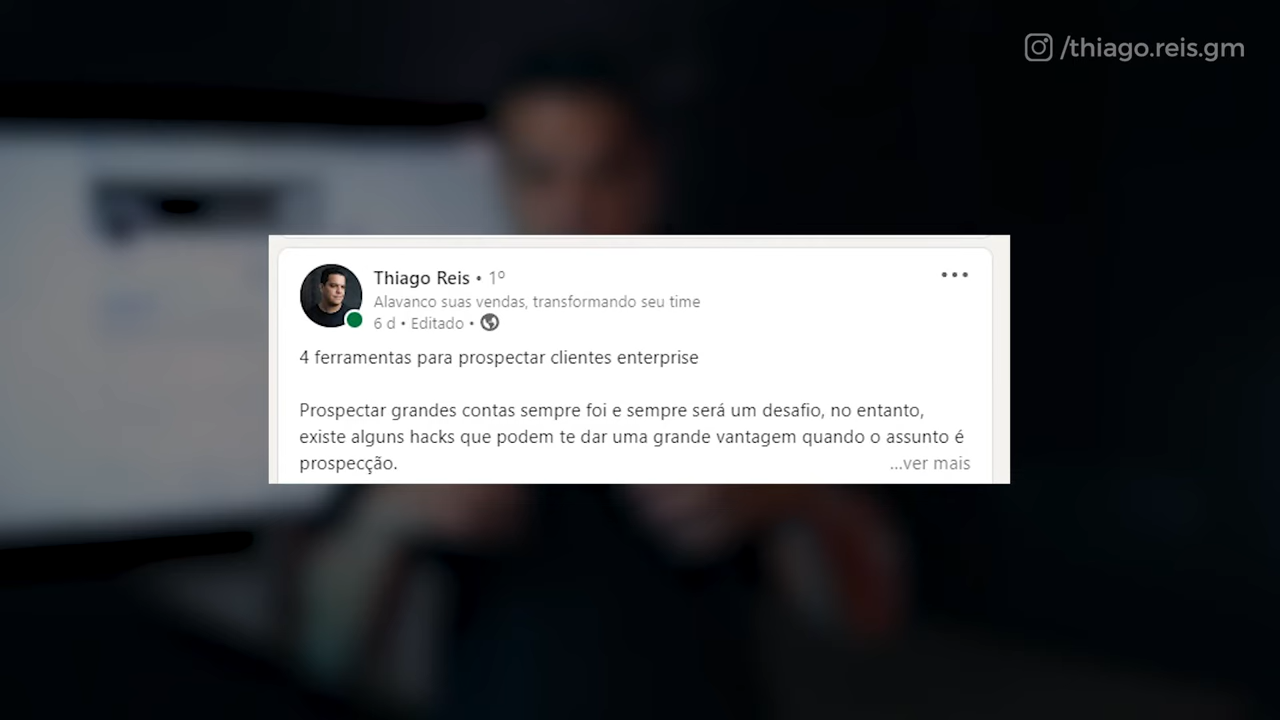 /thiago.reis.gm
Thiago Reis • 1º
Alavanco suas vendas, transformando seu time
6 d • Editado •
4 ferramentas para prospectar clientes enterprise
Prospectar grandes contas sempre foi e sempre será um desafio, no entanto,
existe alguns hacks que podem te dar uma grande vantagem quando o assunto é
prospecção.
...ver mais